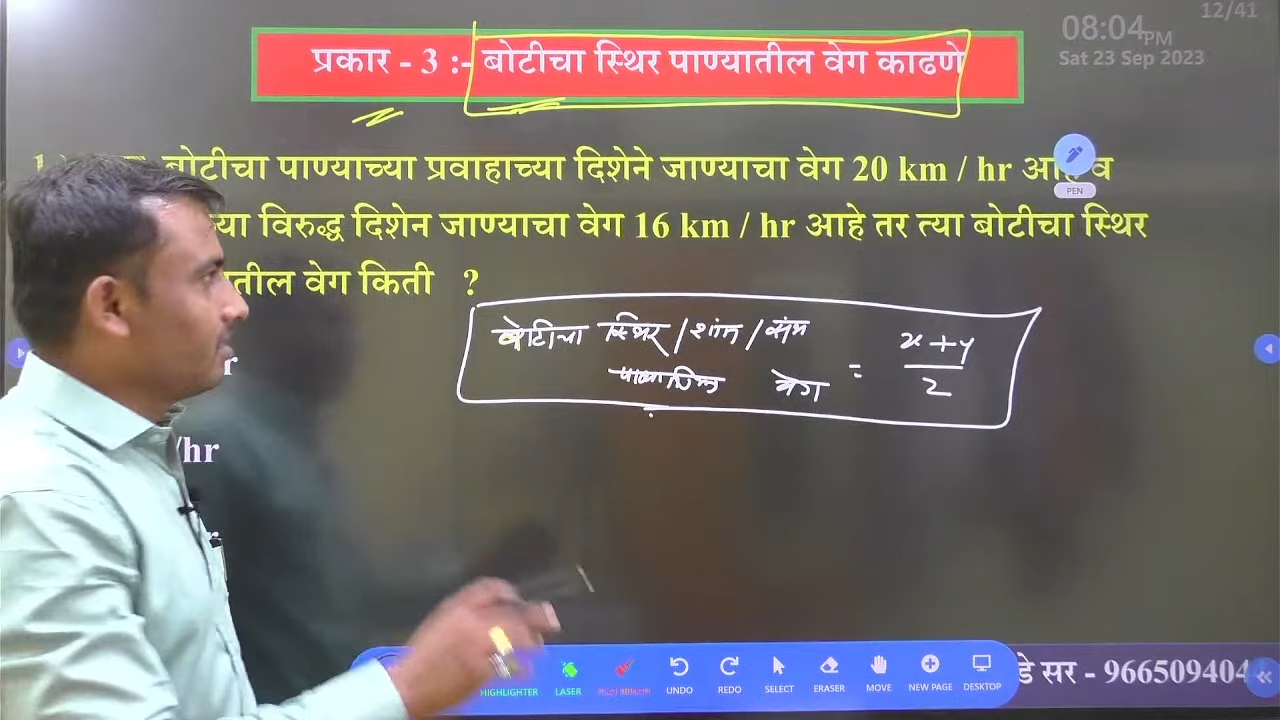 12/41
08:04 PM
Sat 23 Sep 2023
प्रकार - 3 :- बोटीचा स्थिर पाण्यातील वेग काढणे
बोटीचा पाण्याच्या प्रवाहाच्या दिशेने जाण्याचा वेग 20 km / hr आहे व
PEN
च्या विरुद्ध दिशेन जाण्याचा वेग 16 km / hr आहे तर त्या बोटीचा स्थिर
तील वेग किती ?
बोटीचा स्थिर / शांत / संथ
पाण्यातिल वेग = x + y / 2
r
/hr
HIGHLIGHTER LASER UNDO REDO SELECT ERASER MOVE NEW PAGE DESKTOP
डे सर - 966509404